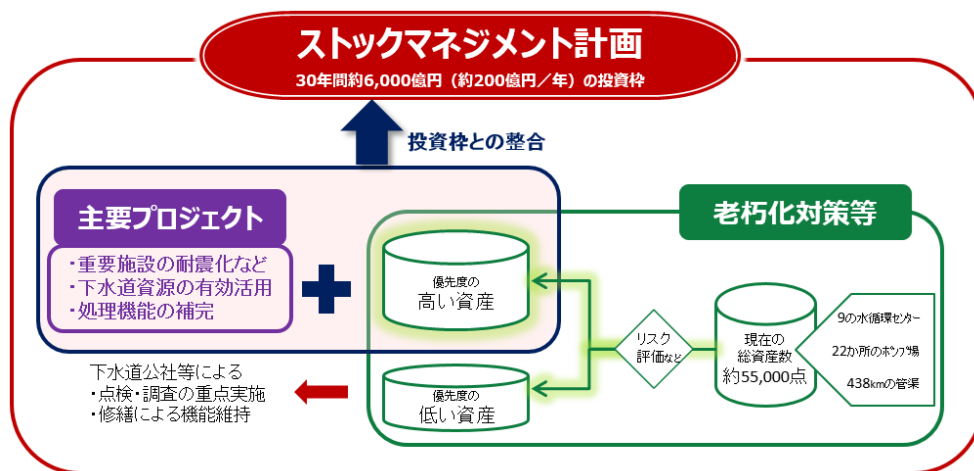 ストックマネジメント計画
30年間約6,000億円（約200億円／年）の投資枠
投資枠との整合
主要プロジェクト
・重要施設の耐震化など
・下水道資源の有効活用
・処理機能の補完
老朽化対策等
優先度の
高い資産
リスク
評価など
現在の
総資産数
約55,000点
9の水循環センター
22か所のポンプ場
438kmの管渠
下水道公社等による
・点検・調査の重点実施
・修繕による機能維持
優先度の
低い資産